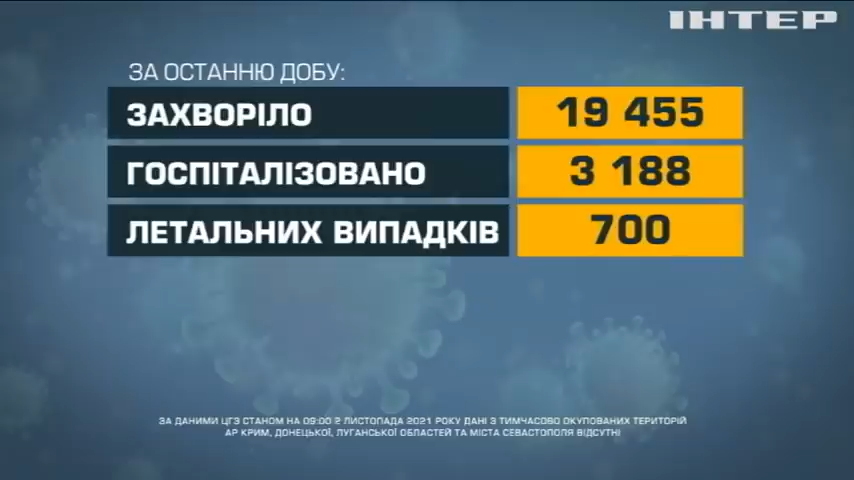 ІНТЕР
ЗА ОСТАННЮ ДОБУ:
ЗАХВОРІЛО 19 455
ГОСПІТАЛІЗОВАНО 3 188
ЛЕТАЛЬНИХ ВИПАДКІВ 700
ЗА ДАНИМИ ЦГЗ СТАНОМ НА 09:00 2 ЛИСТОПАДА 2021 РОКУ ДАНІ З ТИМЧАСОВО ОКУПОВАНИХ ТЕРИТОРІЙ
АР КРИМ, ДОНЕЦЬКОЇ, ЛУГАНСЬКОЇ ОБЛАСТЕЙ ТА МІСТА СЕВАСТОПОЛЯ ВІДСУТНІ